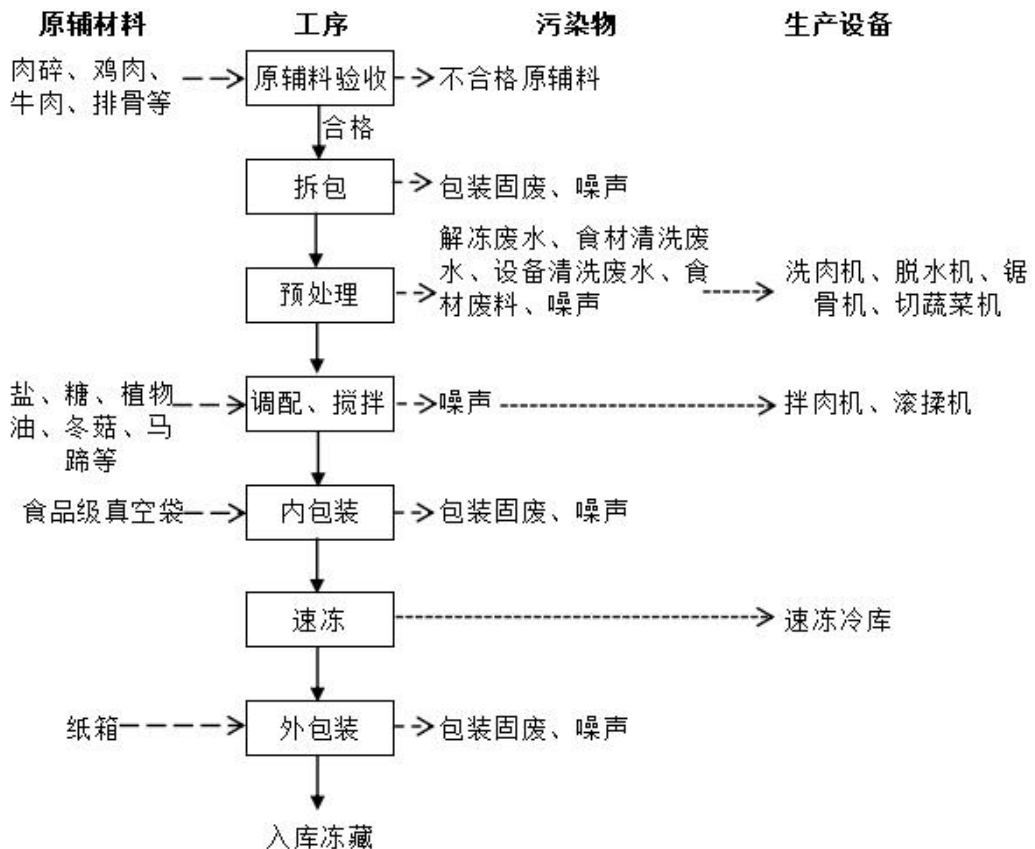 原辅材料 工序 污染物 生产设备
肉碎、鸡肉、
牛肉、排骨等
原辅料验收
不合格原辅料
合格
拆包
包装固废、噪声
预处理
解冻废水、食材清洗废
水、设备清洗废水、食
材废料、噪声
洗肉机、脱水机、锯
骨机、切蔬菜机
盐、糖、植物
油、冬菇、马
蹄等
调配、搅拌
噪声
拌肉机、滚揉机
食品级真空袋
内包装
包装固废、噪声
速冻
速冻冷库
纸箱
外包装
包装固废、噪声
入库冻藏